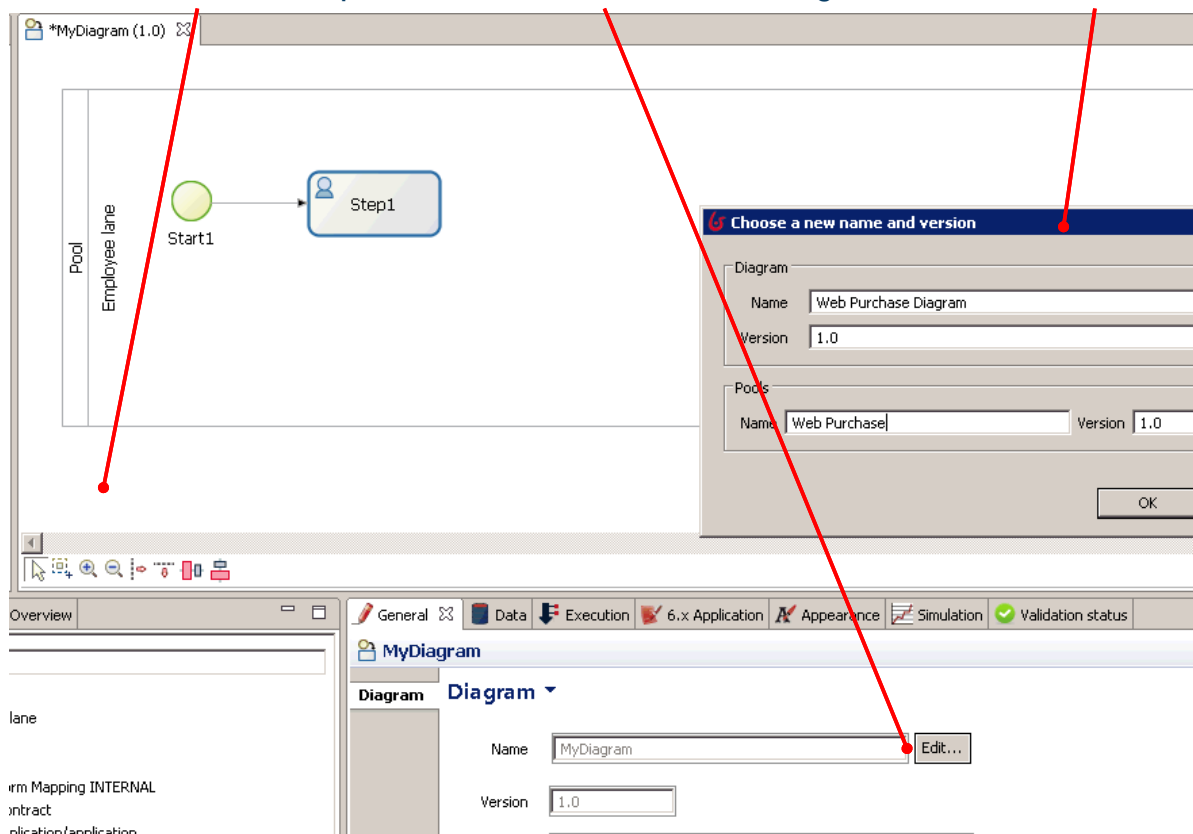 *MyDiagram (1.0)
Pool
Employee lane
Start1
Step1
Choose a new name and version
Diagram
Name Web Purchase Diagram
Version 1.0
Pools
Name Web Purchase Version 1.0
OK
Overview
lane
Mapping INTERNAL
General Data Execution 6.x Application Appearance Simulation Validation status
MyDiagram
Diagram Diagram
Name MyDiagram Edit...
Version 1.0